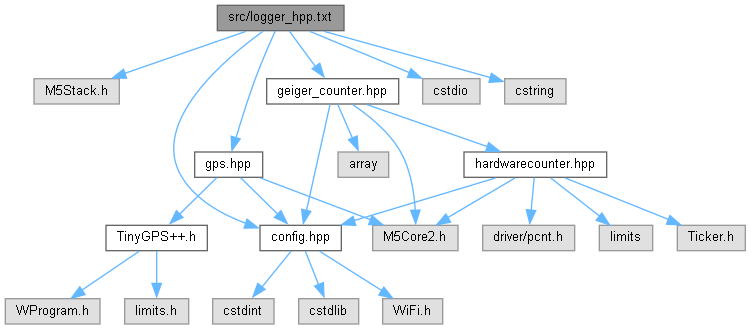 src/logger_hpp.txt
M5Stack.h
geiger_counter.hpp
cstdio
cstring
gps.hpp
array
hardwarecounter.hpp
TinyGPS++.h
config.hpp
M5Core2.h
driver/pcnt.h
limits
Ticker.h
WProgram.h
limits.h
cstdint
cstdlib
WiFi.h